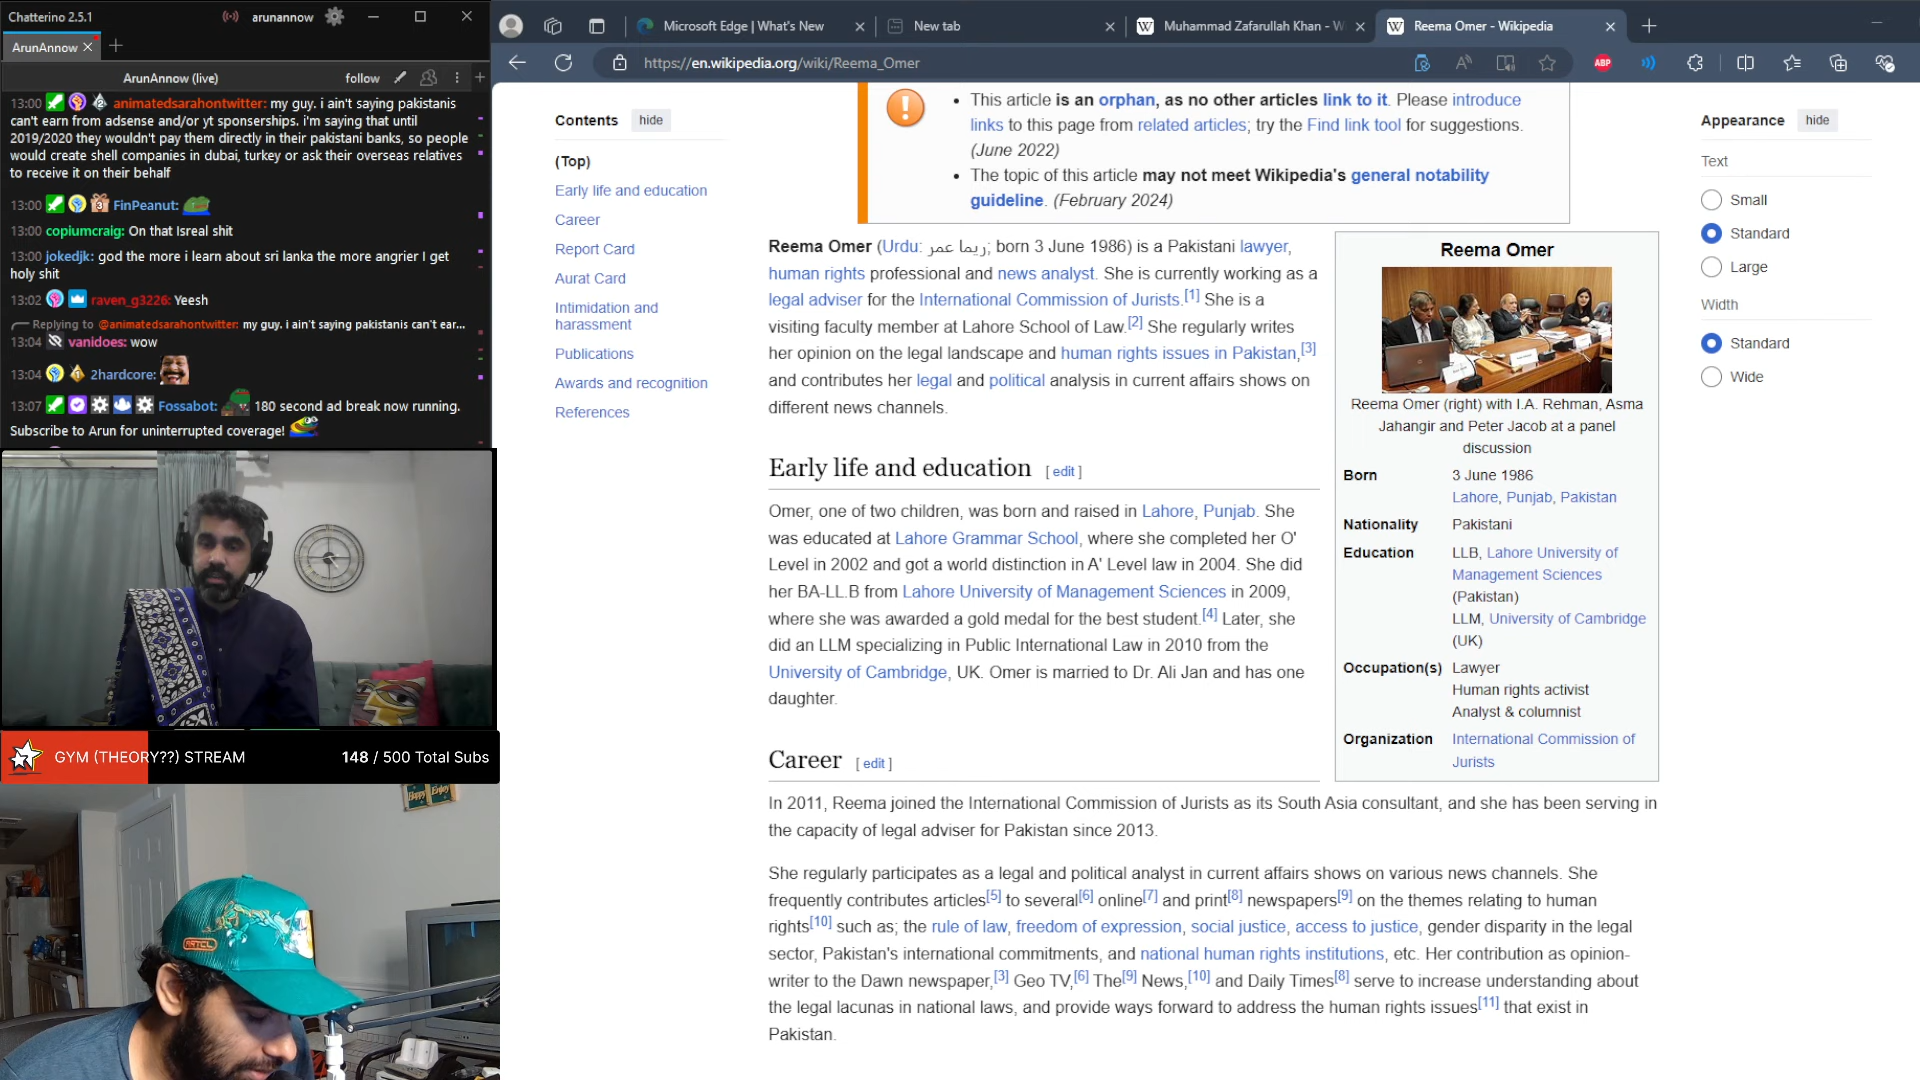 Chatterino 2.5.1
arunannow
ArunAnnow
ArunAnnow (live)
follow
13:00 animatedsarahontwitter: my guy. i ain't saying pakistanis
can't earn from adsense and/or yt sponserships. i'm saying that until
2019/2020 they wouldn't pay them directly in their pakistani banks, so people
would create shell companies in dubai, turkey or ask their overseas relatives
to receive it on their behalf
13:00 FinPeanut:
13:00 copiumcraig: On that Isreal shit
13:00 jokedjk: god the more i learn about sri lanka the more angrier I get
holy shit
13:02 raven_g3226: Yeesh
Replying to @animatedsarahontwitter: my guy. i ain't saying pakistanis can't ear...
13:04 vanidoes: wow
13:04 2hardcore:
13:07 Fossabot: 180 second ad break now running.
Subscribe to Arun for uninterrupted coverage!
GYM (THEORY??) STREAM
148 / 500 Total Subs
ARTCL
Microsoft Edge | What's New
New tab
Muhammad Zafarullah Khan - W
Reema Omer - Wikipedia
https://en.wikipedia.org/wiki/Reema_Omer
ABP
Contents hide
(Top)
Early life and education
Career
Report Card
Aurat Card
Intimidation and
harassment
Publications
Awards and recognition
References
• This article is an orphan, as no other articles link to it. Please introduce
links to this page from related articles; try the Find link tool for suggestions.
(June 2022)
• The topic of this article may not meet Wikipedia's general notability
guideline. (February 2024)
Reema Omer (Urdu: ریما عمر; born 3 June 1986) is a Pakistani lawyer,
human rights professional and news analyst. She is currently working as a
legal adviser for the International Commission of Jurists.[1] She is a
visiting faculty member at Lahore School of Law.[2] She regularly writes
her opinion on the legal landscape and human rights issues in Pakistan,[3]
and contributes her legal and political analysis in current affairs shows on
different news channels.
Early life and education [ edit ]
Omer, one of two children, was born and raised in Lahore, Punjab. She
was educated at Lahore Grammar School, where she completed her O'
Level in 2002 and got a world distinction in A' Level law in 2004. She did
her BA-LL.B from Lahore University of Management Sciences in 2009,
where she was awarded a gold medal for the best student.[4] Later, she
did an LLM specializing in Public International Law in 2010 from the
University of Cambridge, UK. Omer is married to Dr. Ali Jan and has one
daughter.
Career [ edit ]
In 2011, Reema joined the International Commission of Jurists as its South Asia consultant, and she has been serving in
the capacity of legal adviser for Pakistan since 2013.
She regularly participates as a legal and political analyst in current affairs shows on various news channels. She
frequently contributes articles[5] to several[6] online[7] and print[8] newspapers[9] on the themes relating to human
rights[10] such as; the rule of law, freedom of expression, social justice, access to justice, gender disparity in the legal
sector, Pakistan's international commitments, and national human rights institutions, etc. Her contribution as opinion-
writer to the Dawn newspaper,[3] Geo TV,[6] The[9] News,[10] and Daily Times[8] serve to increase understanding about
the legal lacunas in national laws, and provide ways forward to address the human rights issues[11] that exist in
Pakistan.
Reema Omer
Reema Omer (right) with I.A. Rehman, Asma
Jahangir and Peter Jacob at a panel
discussion
Born 3 June 1986
Lahore, Punjab, Pakistan
Nationality Pakistani
Education LLB, Lahore University of
Management Sciences
(Pakistan)
LLM, University of Cambridge
(UK)
Occupation(s) Lawyer
Human rights activist
Analyst & columnist
Organization International Commission of
Jurists
Appearance hide
Text
Small
Standard
Large
Width
Standard
Wide